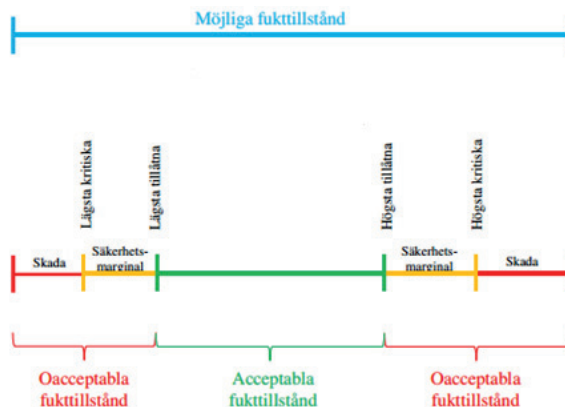 Möjliga fukttillstånd
Lägsta kritiska
Lägsta tillåtna
Högsta tillåtna
Högsta kritiska
Skada
Säkerhets-
marginal
Säkerhets-
marginal
Skada
Oacceptabla
fukttillstånd
Acceptabla
fukttillstånd
Oacceptabla
fukttillstånd